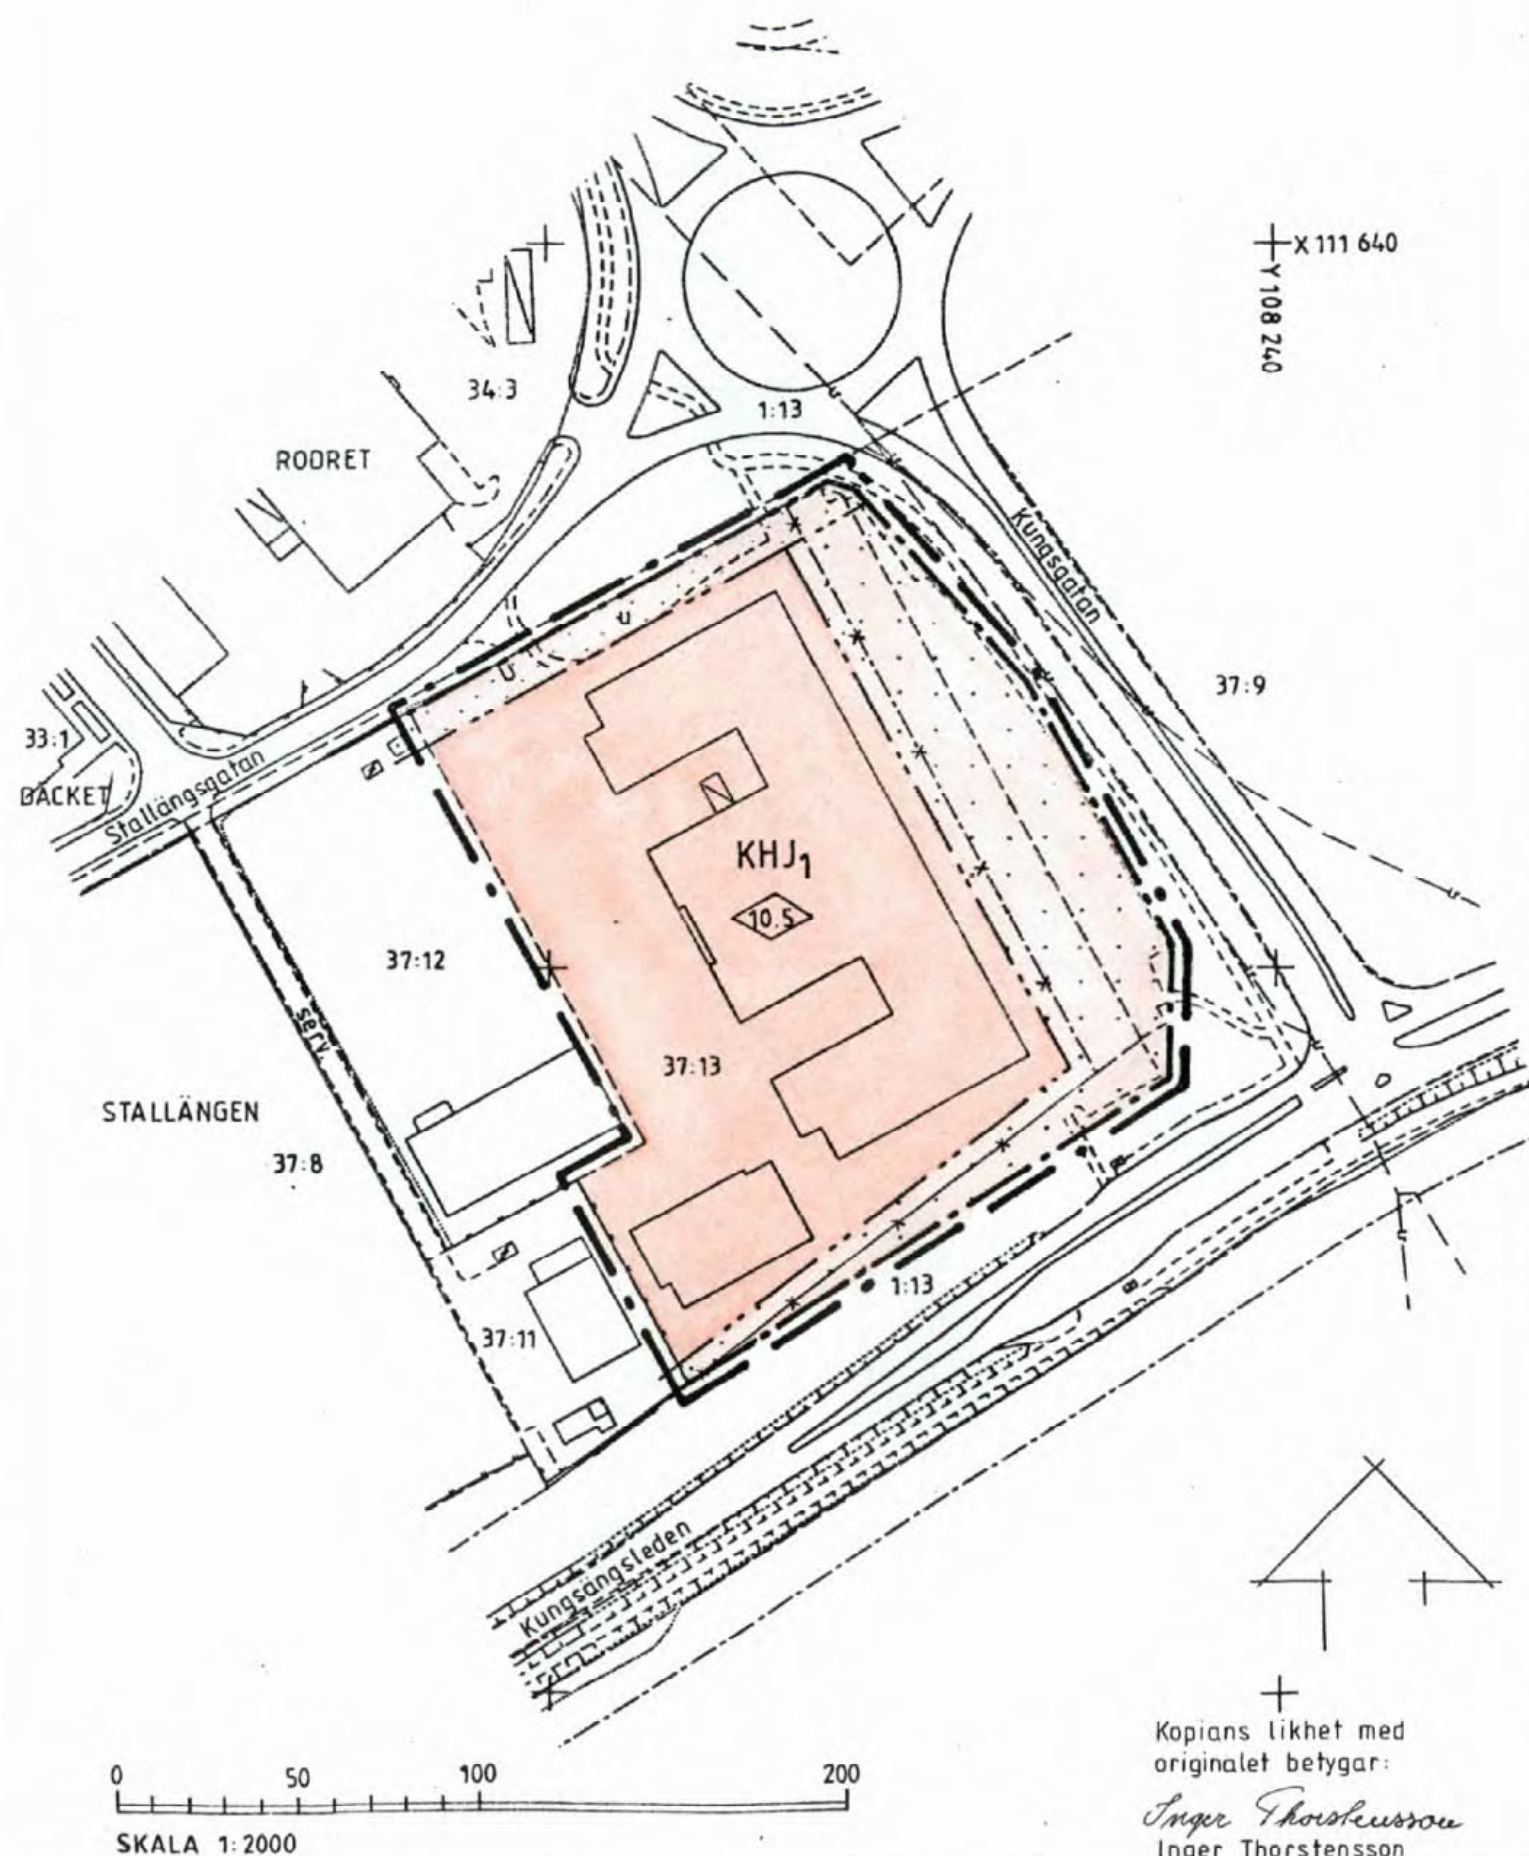 X 111 640
Y 108 240
34:3
1:13
RODRET
Kungsgatan
37:9
33:1
DÄCKET
Stallängsgatan
U
U
KHJ1
10.5
37:12
serv.
37:13
STALLÄNGEN
37:8
1:13
37:11
Kungsängsleden
0 50 100 200
SKALA 1:2000
Kopians likhet med
originalet betygar:
Inger Thorstensson
Inger Thorstensson